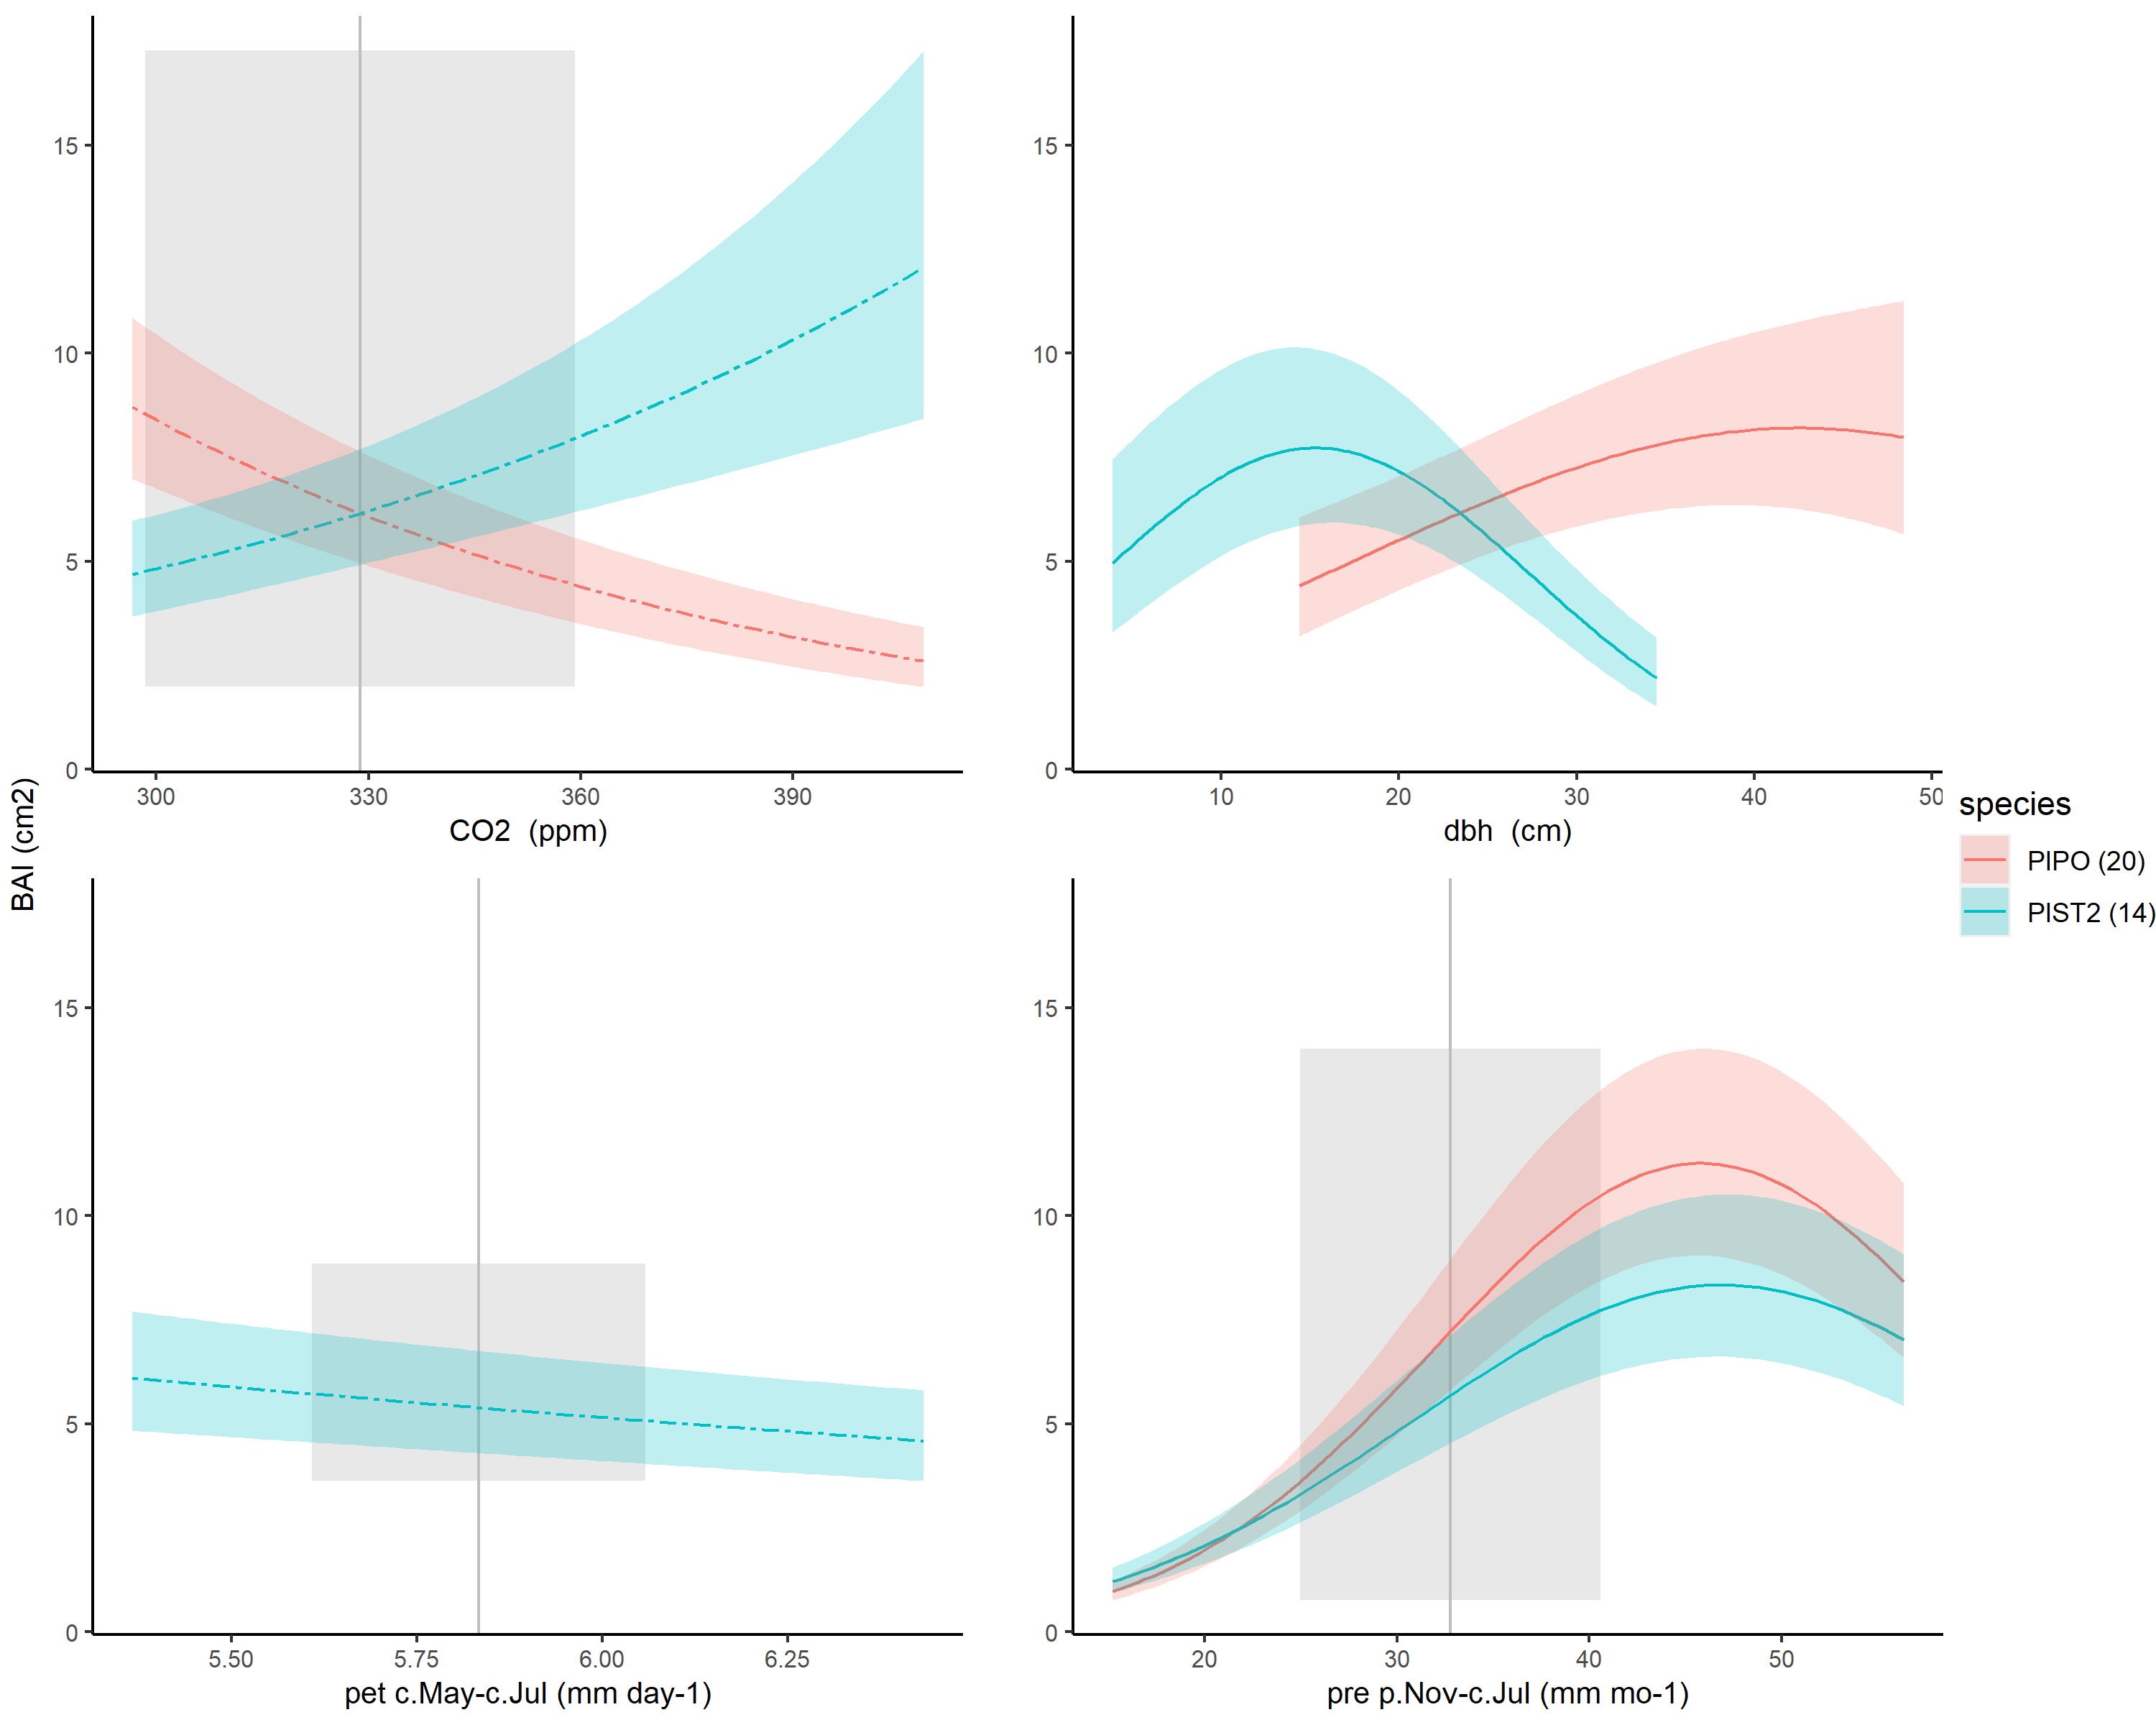 BAI (cm2)
15
10
5
0
300 330 360 390
CO2 (ppm)
15
10
5
0
10 20 30 40 50
dbh (cm)
15
10
5
0
5.50 5.75 6.00 6.25
pet c.May-c.Jul (mm day-1)
15
10
5
0
20 30 40 50
pre p.Nov-c.Jul (mm mo-1)
species
PIPO (20)
PIST2 (14)